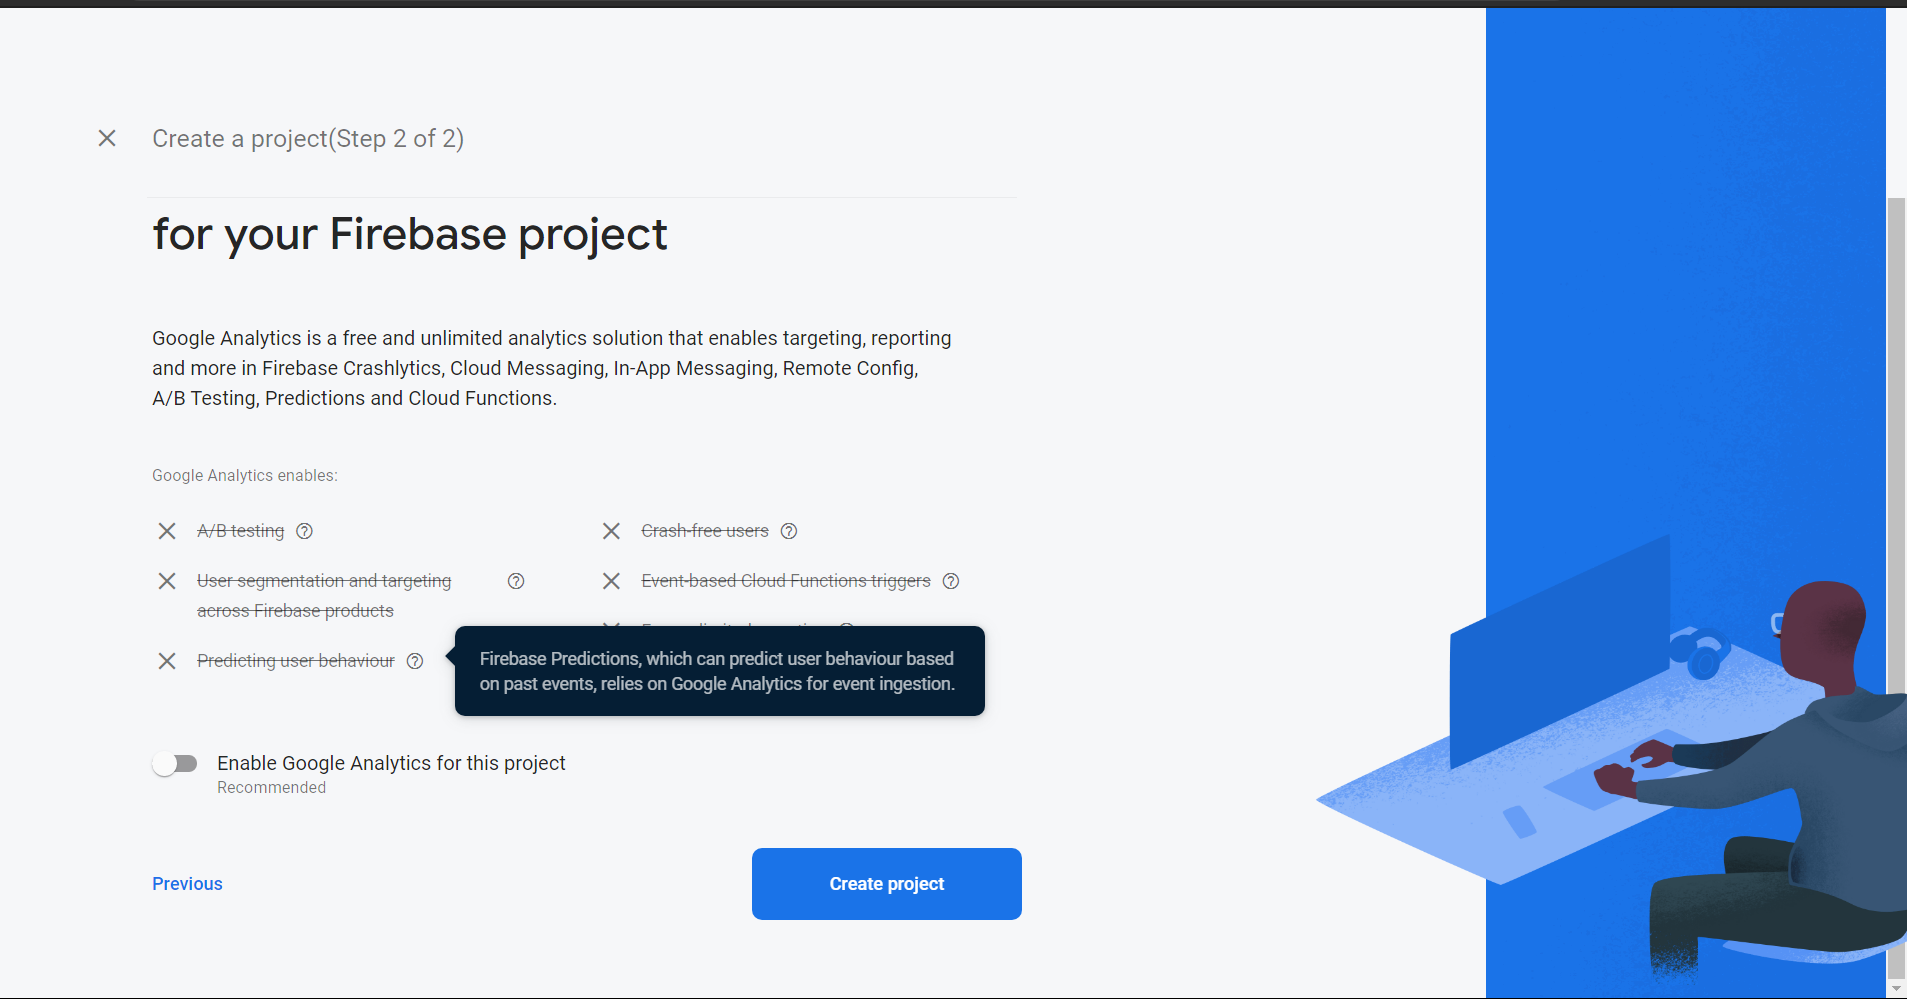 Create a project(Step 2 of 2)
for your Firebase project
Google Analytics is a free and unlimited analytics solution that enables targeting, reporting
and more in Firebase Crashlytics, Cloud Messaging, In-App Messaging, Remote Config,
A/B Testing, Predictions and Cloud Functions.
Google Analytics enables:
A/B testing
Crash-free users
User segmentation and targeting
across Firebase products
Event-based Cloud Functions triggers
Predicting user behaviour
Firebase Predictions, which can predict user behaviour based
on past events, relies on Google Analytics for event ingestion.
Enable Google Analytics for this project
Recommended
Previous
Create project